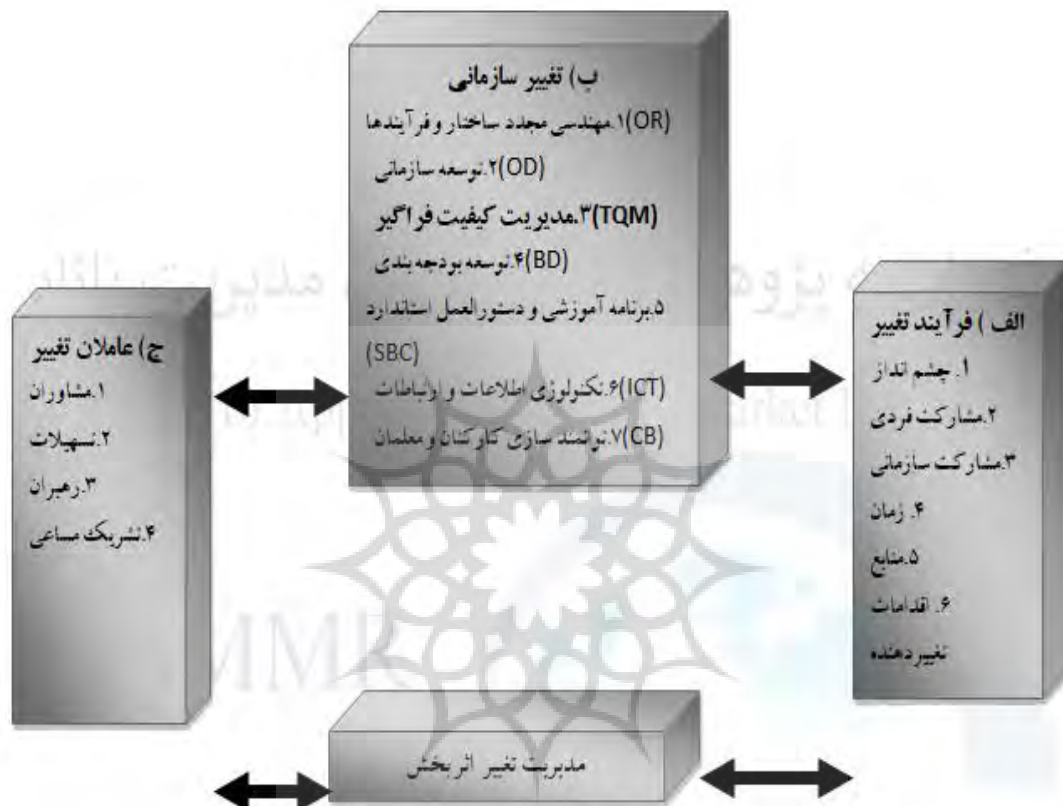 ب) تغییر سازمانی
۱(OR).مهندسی مجدد ساختار و فرآیندها
۲(OD).توسعه سازمانی
۳(TQM).مدیریت کیفیت فراگیر
۴(BD).توسعه بودجه بندی
۵.برنامه آموزشی و دستورالعمل استاندارد
(SBC)
۶(ICT).تکنولوژی اطلاعات و ارتباطات
۷(CB).توانمند سازی کارکنان و معلمان
الف ) فرآیند تغییر
۱. چشم انداز
۲.مشارکت فردی
۳.مشارکت سازمانی
۴. زمان
۵.منابع
۶. اقدامات
تغییردهنده
ج) عاملان تغییر
۱.مشاوران
۲.تسهیلات
۳.رهبران
۴.تشریک مساعی
مدیریت تغییر اثربخش
MMR